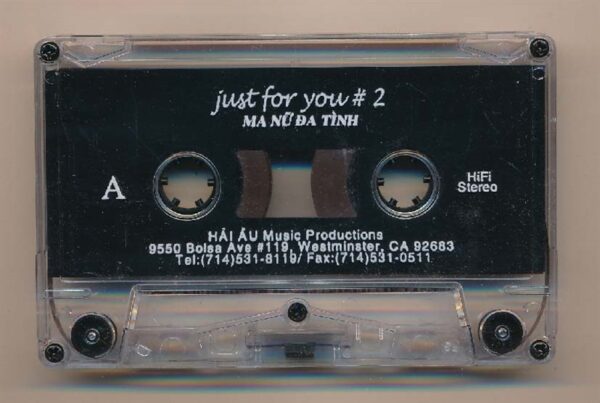 just for you # 2
MA NỮ ĐA TÌNH
A
HiFi
Stereo
HẢI ÂU Music Productions
9550 Bolsa Ave #119, Westminster, CA 92683
Tel:(714)531-8119/ Fax:(714)531-0511